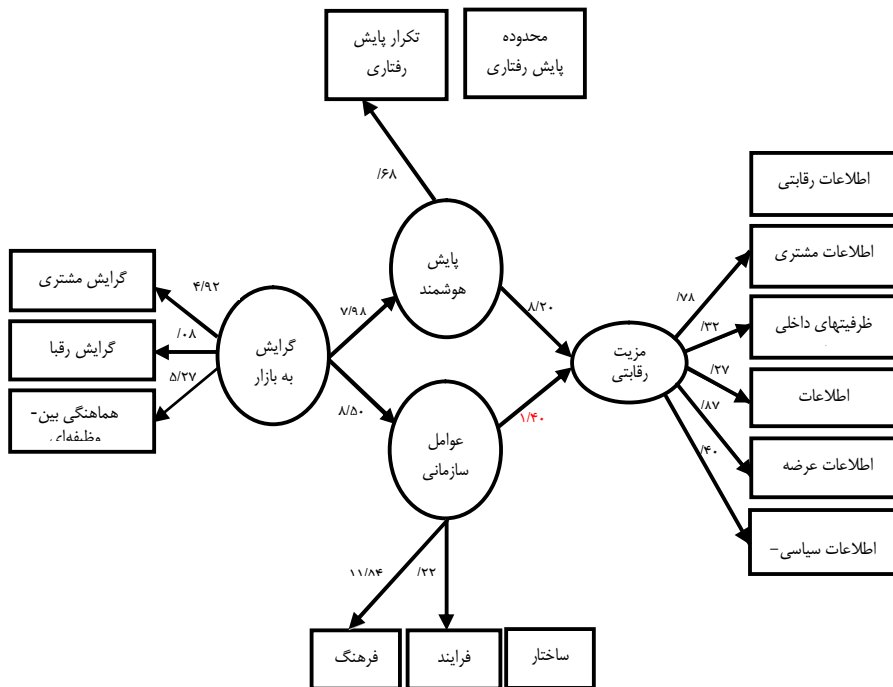 تکرار پایش
رفتاری
محدوده
پایش رفتاری
/۶۸
پایش
هوشمند
اطلاعات رقابتی
اطلاعات مشتری
ظرفیتهای داخلی
اطلاعات
اطلاعات عرضه
اطلاعات سیاسی-
/۷۸
/۳۲
/۲۷
/۸۷
/۴۰
مزیت
رقابتی
۸/۲۰
۱/۴۰
۷/۹۸
۸/۵۰
گرایش
به بازار
۴/۹۲
/۰۸
۵/۲۷
گرایش مشتری
گرایش رقبا
هماهنگی بین-
وظیفه‌ای
عوامل
سازمانی
۱۱/۸۴
/۲۲
ساختار
فرایند
فرهنگ